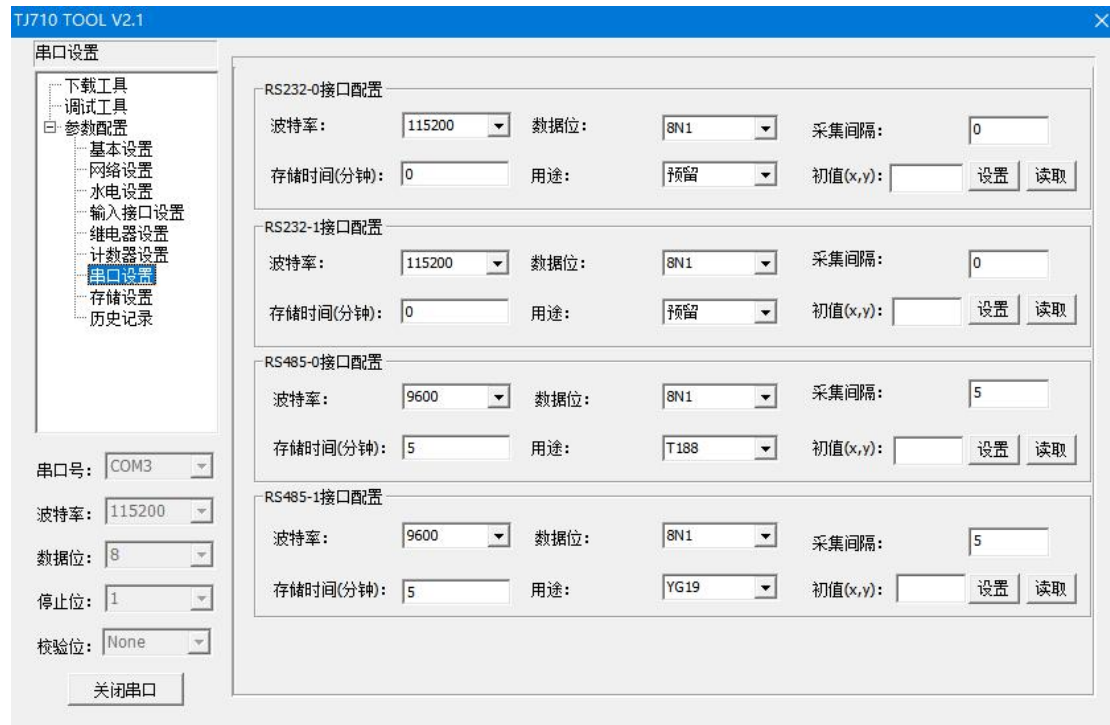 TJ710 TOOL V2.1
串口设置
下载工具
调试工具
参数配置
基本设置
网络设置
水电设置
输入接口设置
继电器设置
计数器设置
串口设置
存储设置
历史记录
串口号: COM3
波特率: 115200
数据位: 8
停止位: 1
校验位: None
关闭串口
RS232-0接口配置
波特率: 115200 数据位: 8N1 采集间隔: 0
存储时间(分钟): 0 用途: 预留 初值(x,y): 设置 读取
RS232-1接口配置
波特率: 115200 数据位: 8N1 采集间隔: 0
存储时间(分钟): 0 用途: 预留 初值(x,y): 设置 读取
RS485-0接口配置
波特率: 9600 数据位: 8N1 采集间隔: 5
存储时间(分钟): 5 用途: T188 初值(x,y): 设置 读取
RS485-1接口配置
波特率: 9600 数据位: 8N1 采集间隔: 5
存储时间(分钟): 5 用途: YG19 初值(x,y): 设置 读取